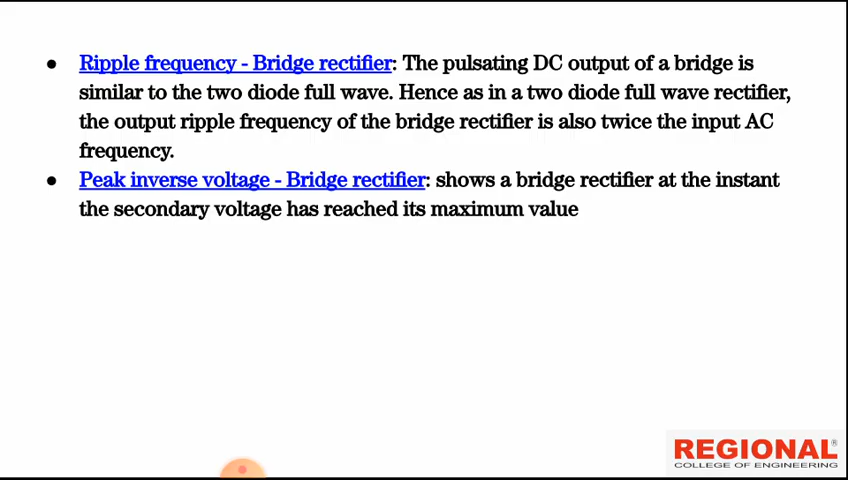 ● Ripple frequency - Bridge rectifier: The pulsating DC output of a bridge is
similar to the two diode full wave. Hence as in a two diode full wave rectifier,
the output ripple frequency of the bridge rectifier is also twice the input AC
frequency.
● Peak inverse voltage - Bridge rectifier: shows a bridge rectifier at the instant
the secondary voltage has reached its maximum value
REGIONAL®
COLLEGE OF ENGINEERING